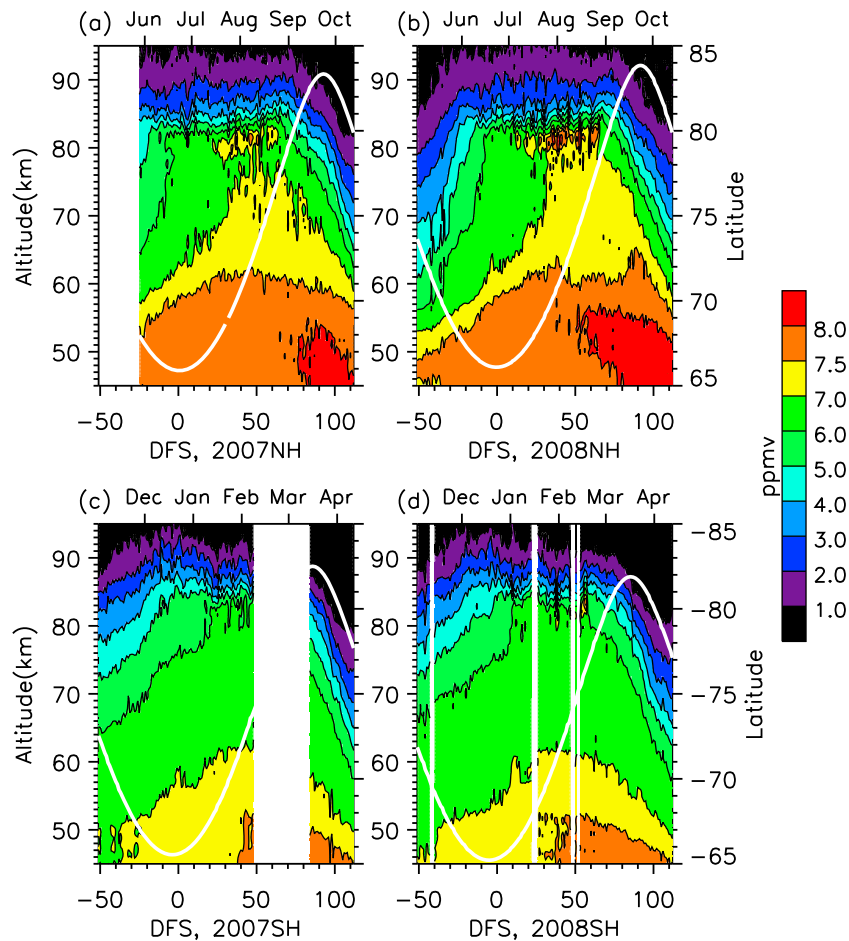 (a) Jun Jul Aug Sep Oct
(b) Jun Jul Aug Sep Oct
90
80
70
60
50
Altitude(km)
-50 0 50 100
DFS, 2007NH
90
80
70
60
50
85
80
75
70
65
Latitude
-50 0 50 100
DFS, 2008NH
8.0
7.5
7.0
6.0
5.0
4.0
3.0
2.0
1.0
ppmv
(c) Dec Jan Feb Mar Apr
(d) Dec Jan Feb Mar Apr
90
80
70
60
50
Altitude(km)
-50 0 50 100
DFS, 2007SH
90
80
70
60
50
-85
-80
-75
-70
-65
Latitude
-50 0 50 100
DFS, 2008SH